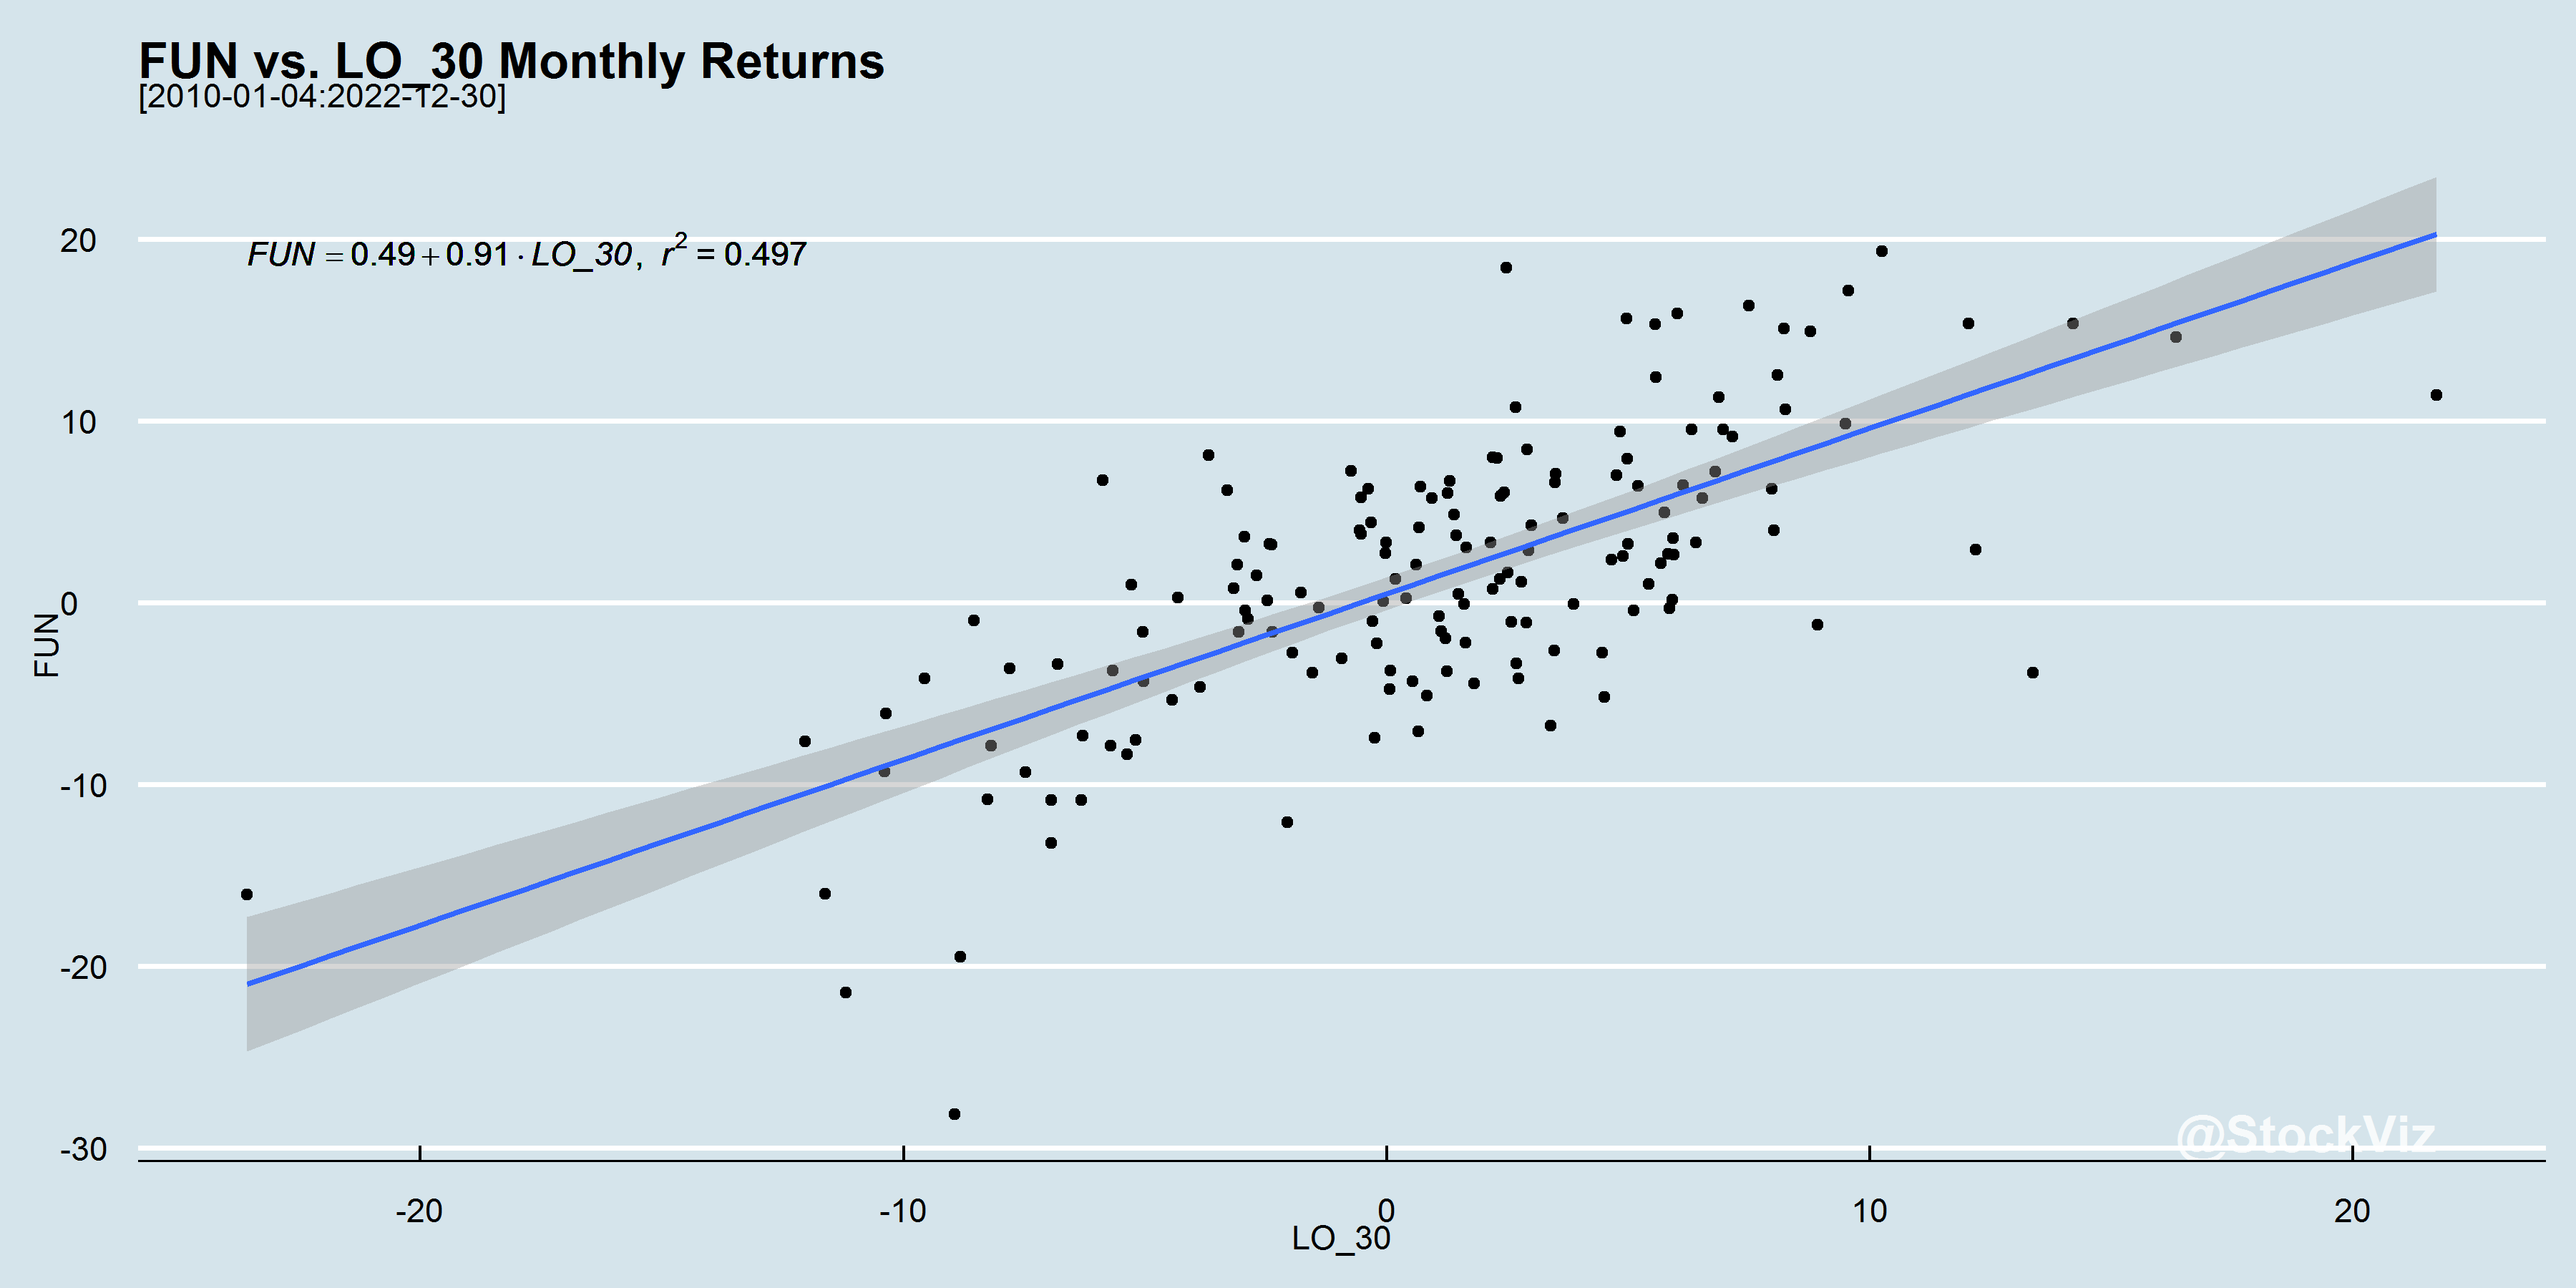 FUN vs. LO_30 Monthly Returns
[2010-01-04:2022-12-30]
FUN = 0.49 + 0.91 · LO_30, r² = 0.497
20
10
0
-10
-20
-30
FUN
@StockViz
-20 -10 0 10 20
LO_30